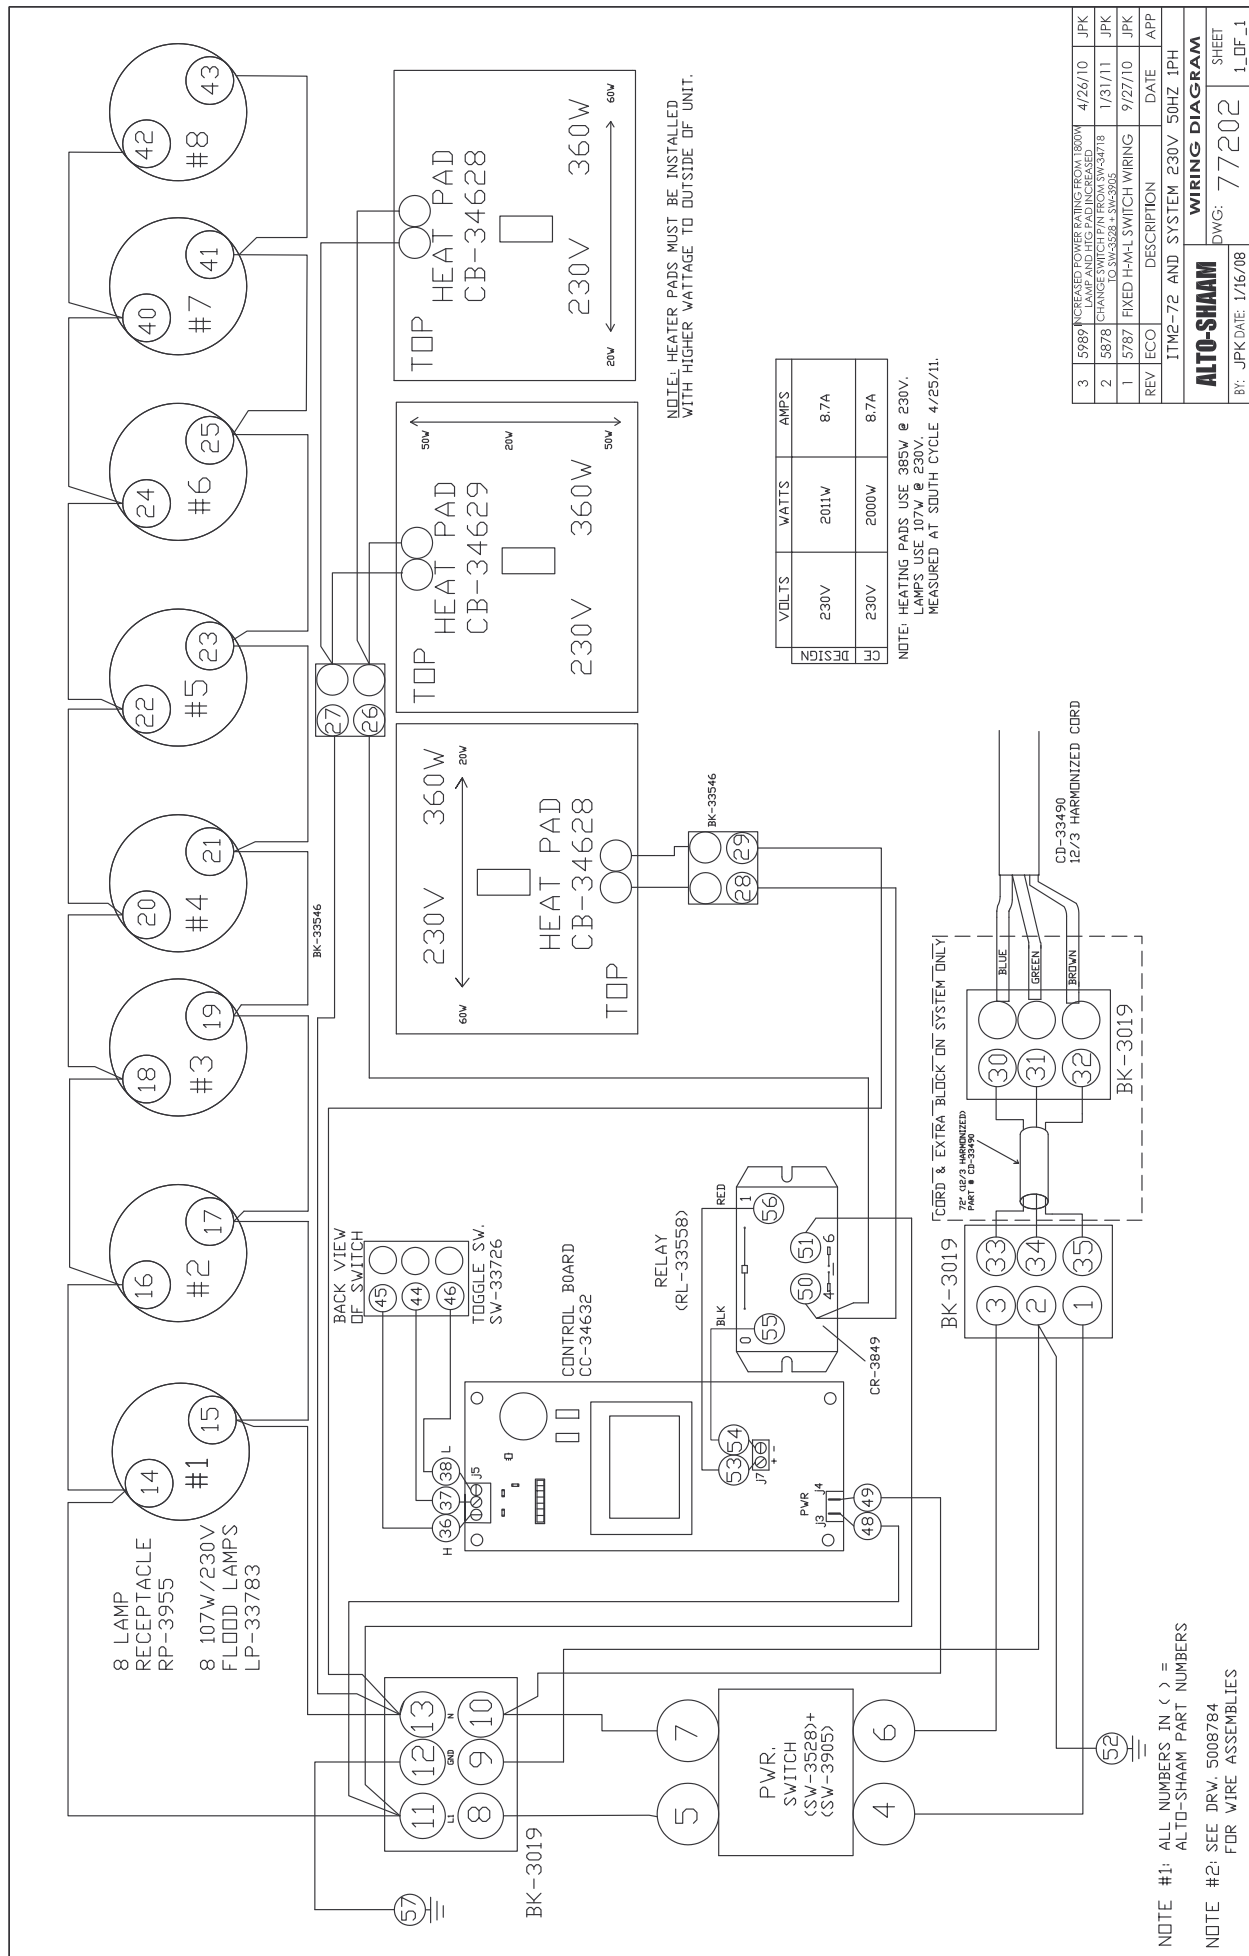 8 LAMP
RECEPTACLE
RP-3955
8 107W/230V
FLOOD LAMPS
LP-33783
14
15
#1
16
17
#2
18
19
#3
20
21
#4
22
23
#5
24
25
#6
40
41
#7
42
43
#8
BK-33546
27
26
230V 360W
60W
20W
HEAT PAD
CB-34628
TOP
TOP
HEAT PAD
CB-34629
230V 360W
50W
20W
50W
TOP
HEAT PAD
CB-34628
230V 360W
20W
60W
NOTE: HEATER PADS MUST BE INSTALLED
WITH HIGHER WATTAGE TO OUTSIDE OF UNIT.
BK-33546
28
29
BACK VIEW
OF SWITCH
45
44
46
TOGGLE SW.
SW-33726
CONTROL BOARD
CC-34632
H
36
37
38
L
J5
53
54
J7
+ -
PWR
J3
J4
48
49
RELAY
(RL-33558)
BLK
RED
0
1
55
56
50
51
4
6
CR-3849
13
N
10
12
GND
9
11
L1
8
BK-3019
57
7
5
PWR.
SWITCH
(SW-3528)+
(SW-3905)
6
4
52
BK-3019
3
33
2
34
1
35
CORD & EXTRA BLOCK ON SYSTEM ONLY
72" (12/3 HARMONIZED)
PART # CD-33490
30
31
32
BK-3019
BLUE
GREEN
BROWN
CD-33490
12/3 HARMONIZED CORD
VOLTS WATTS AMPS
DESIGN 230V 2011W 8.7A
CE 230V 2000W 8.7A
NOTE: HEATING PADS USE 385W @ 230V.
LAMPS USE 107W @ 230V.
MEASURED AT SOUTH CYCLE 4/25/11.
NOTE #1: ALL NUMBERS IN ( ) =
ALTO-SHAAM PART NUMBERS
NOTE #2: SEE DRW. 5008784
FOR WIRE ASSEMBLIES
3 5989 INCREASED POWER RATING FROM 1800W
LAMP AND HTG PAD INCREASED 4/26/10 JPK
2 5878 CHANGE SWITCH P/N FROM SW-34718
TO SW-3528 + SW-3905 1/31/11 JPK
1 5787 FIXED H-M-L SWITCH WIRING 9/27/10 JPK
REV ECO DESCRIPTION DATE APP
ITM2-72 AND SYSTEM 230V 50HZ 1PH
ALTO-SHAAM
WIRING DIAGRAM
BY: JPK DATE: 1/16/08
DWG: 77202
SHEET
1_OF_1